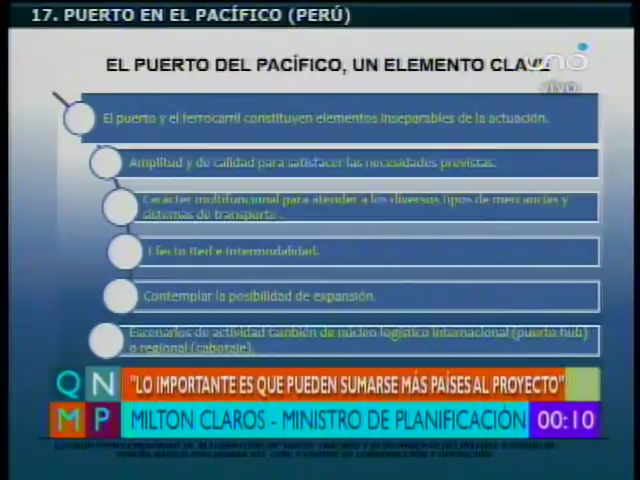 17. PUERTO EN EL PACÍFICO (PERÚ)
EL PUERTO DEL PACÍFICO, UN ELEMENTO CLAVE
uno
vivo
El puerto y el ferrocarril constituyen elementos inseparables de la actuación.
Amplitud y de calidad para satisfacer las necesidades previstas.
Carácter multifuncional para atender a los diversos tipos de mercancías y
sistemas de transporte .
Efecto Red e Intermodalidad.
Contemplar la posibilidad de expansión.
Escenarios de actividad también de núcleo logístico internacional (puerto hub)
o regional (cabotaje).
QN
MP
"LO IMPORTANTE ES QUE PUEDEN SUMARSE MÁS PAÍSES AL PROYECTO"
MILTON CLAROS - MINISTRO DE PLANIFICACIÓN
00:10